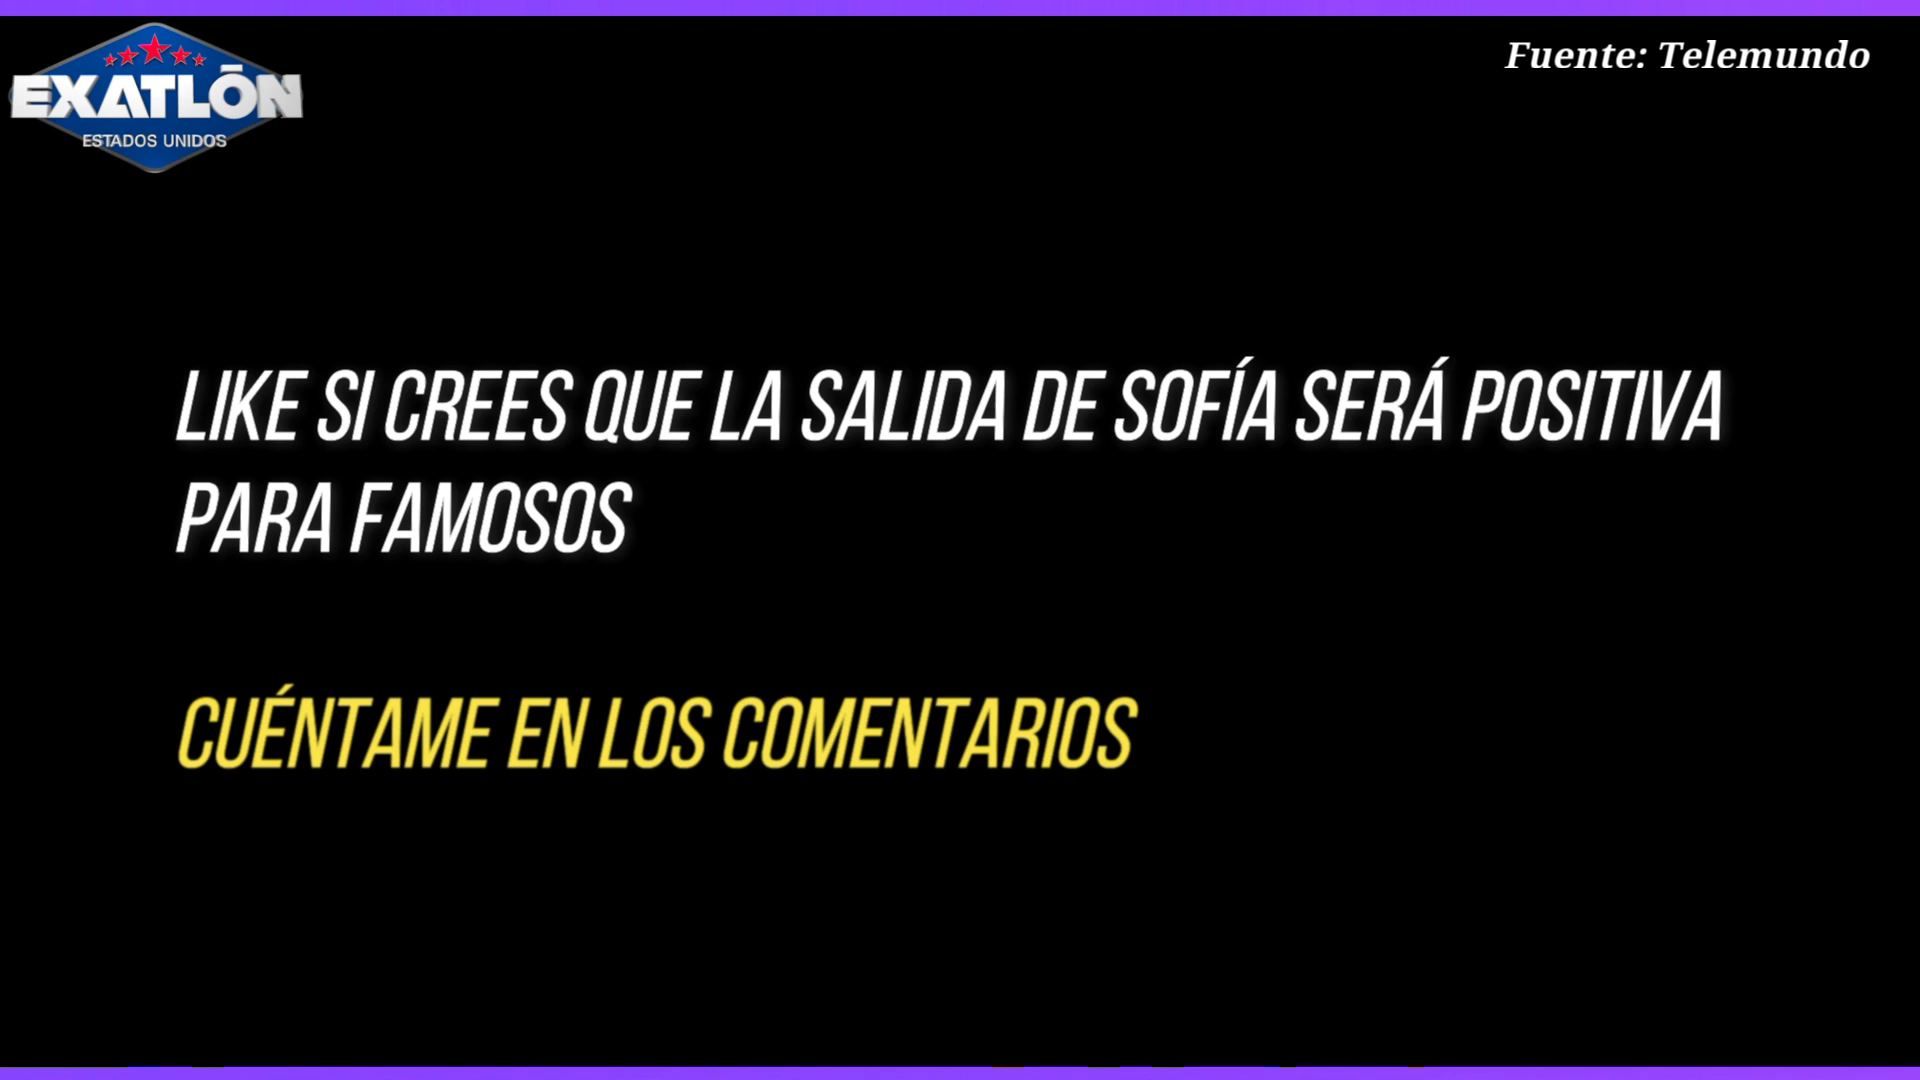 EXATLŌN
ESTADOS UNIDOS
Fuente: Telemundo
LIKE SI CREES QUE LA SALIDA DE SOFÍA SERÁ POSITIVA
PARA FAMOSOS
CUÉNTAME EN LOS COMENTARIOS